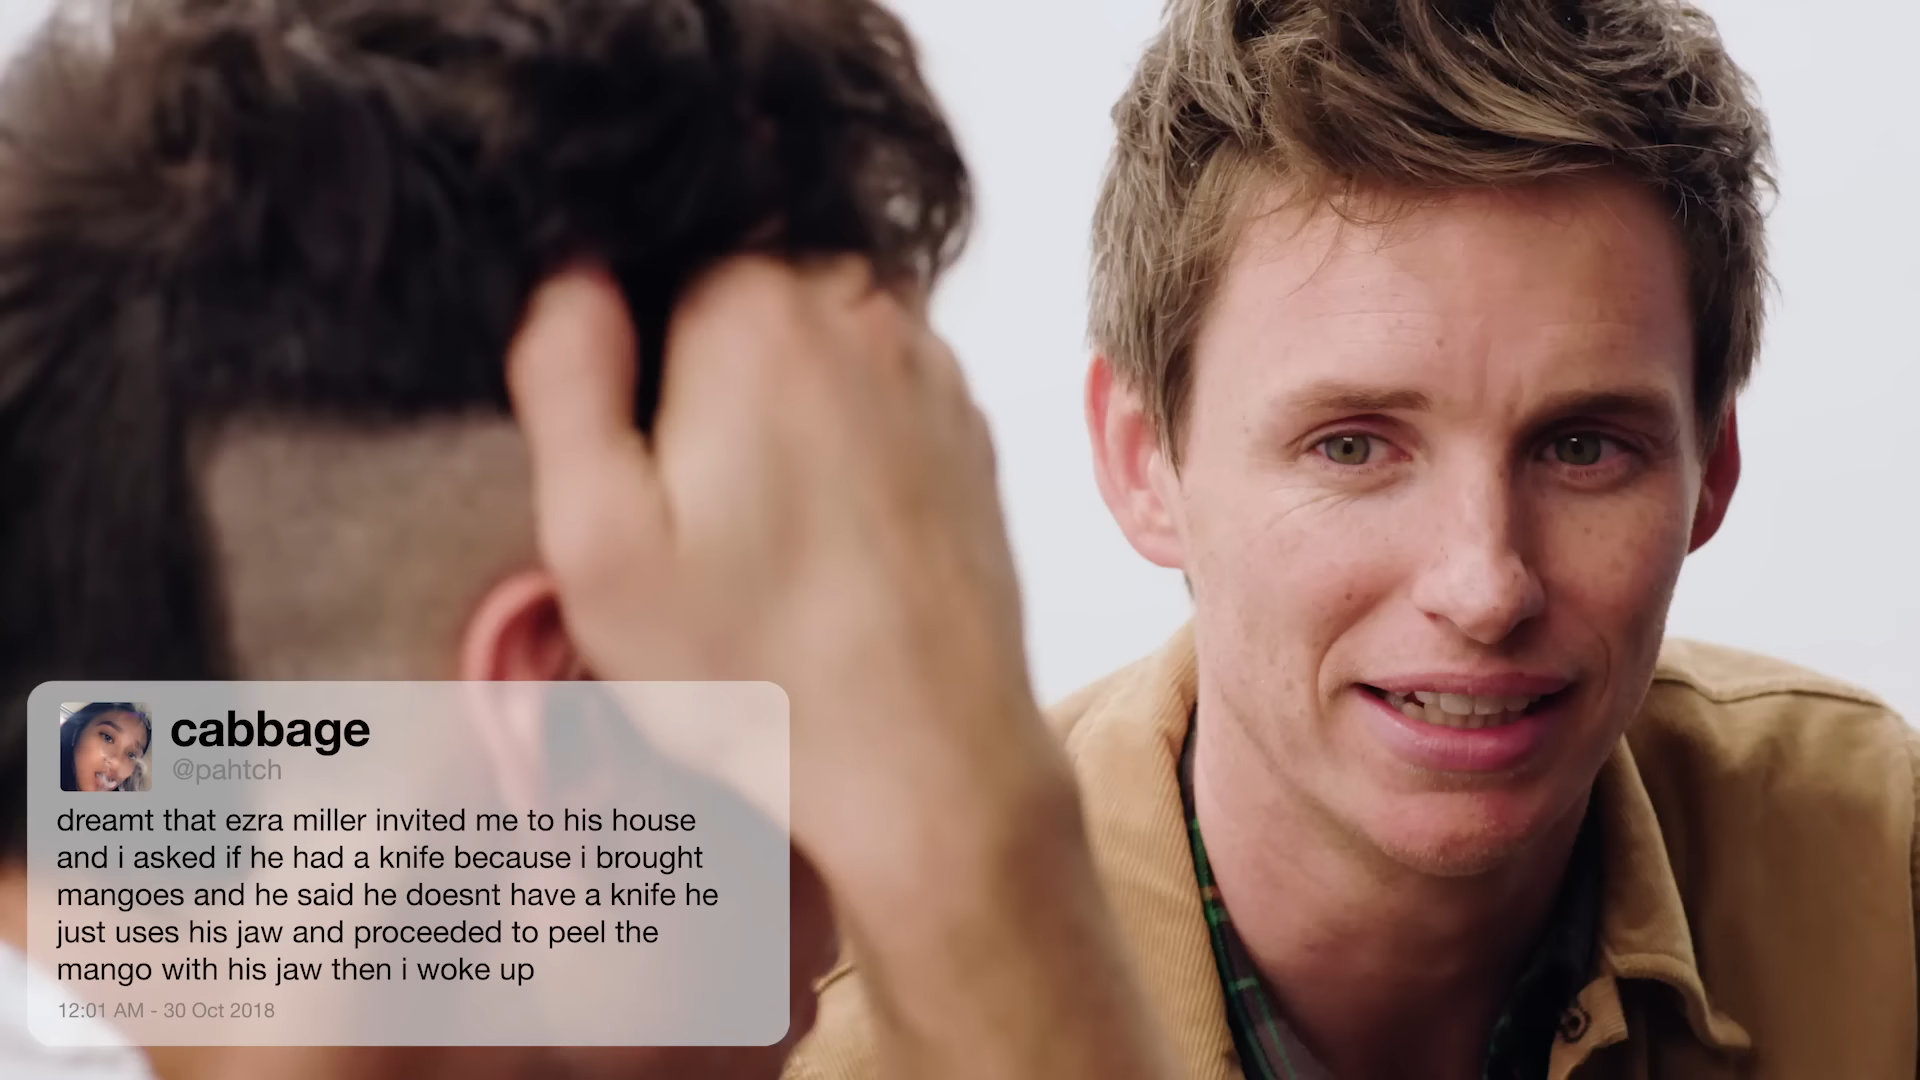 cabbage
@pahtch
dreamt that ezra miller invited me to his house
and i asked if he had a knife because i brought
mangoes and he said he doesnt have a knife he
just uses his jaw and proceeded to peel the
mango with his jaw then i woke up
12:01 AM - 30 Oct 2018